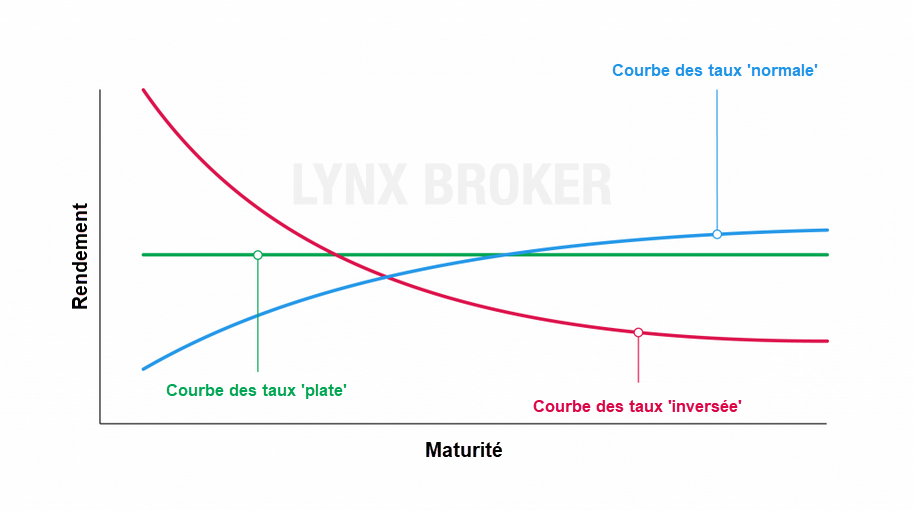 Courbe des taux 'normale'
LYNX BROKER
Rendement
Courbe des taux 'plate'
Courbe des taux 'inversée'
Maturité